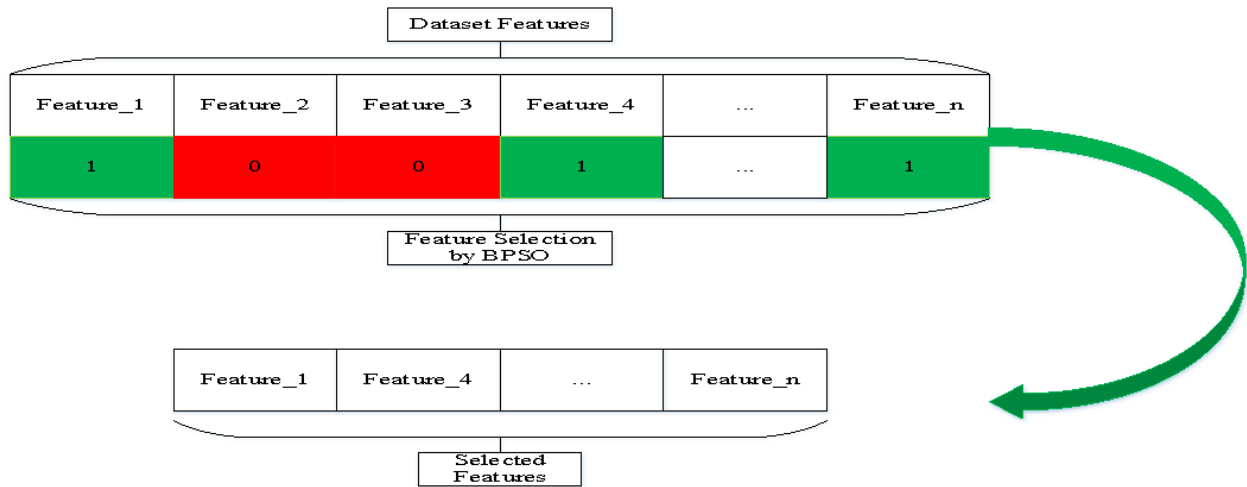 Dataset Features
Feature_1 Feature_2 Feature_3 Feature_4 ... Feature_n
1 0 0 1 ... 1
Feature Selection
by BPSO
Feature_1 Feature_4 ... Feature_n
Selected
Features